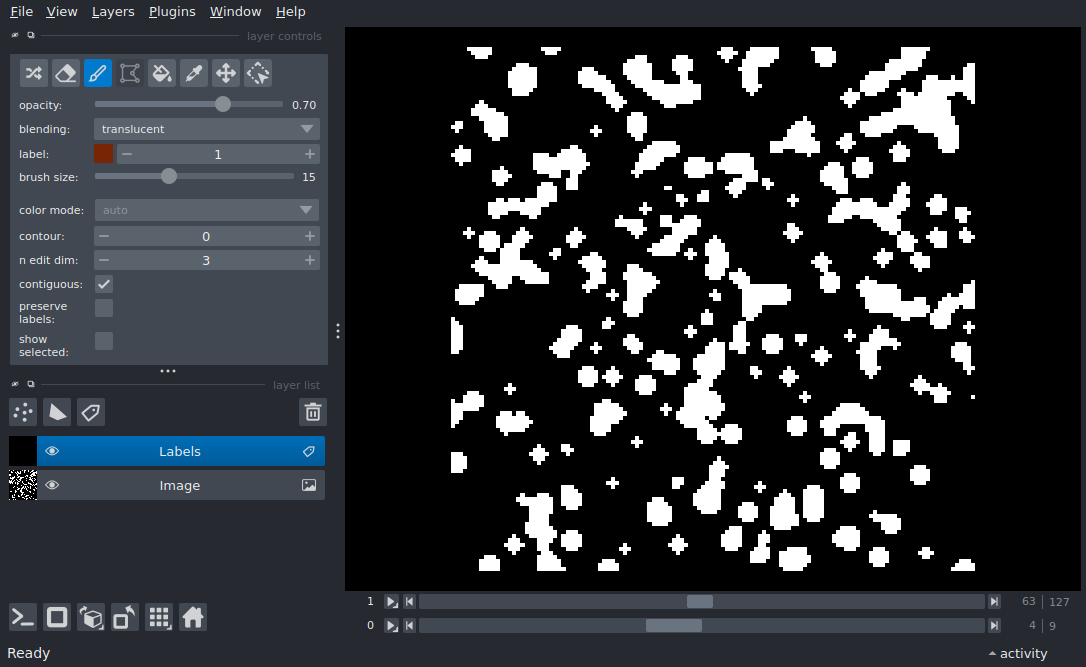 File View Layers Plugins Window Help
layer controls
opacity: 0.70
blending: translucent
label: 1
brush size: 15
color mode: auto
contour: 0
n edit dim: 3
contiguous:
preserve
labels:
show
selected:
layer list
Labels
Image
1 63 127
0 4 9
Ready
activity